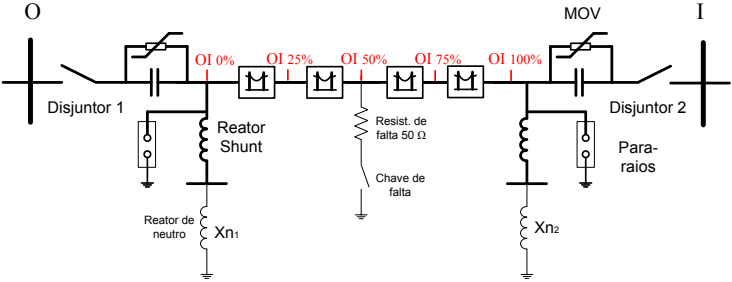 O
MOV
I
OI 0%
OI 25%
OI 50%
OI 75%
OI 100%
Disjuntor 1
Disjuntor 2
Reator
Shunt
Resist. de
falta 50 Ω
Para-
raios
Chave de
falta
Reator de
neutro
Xn1
Xn2